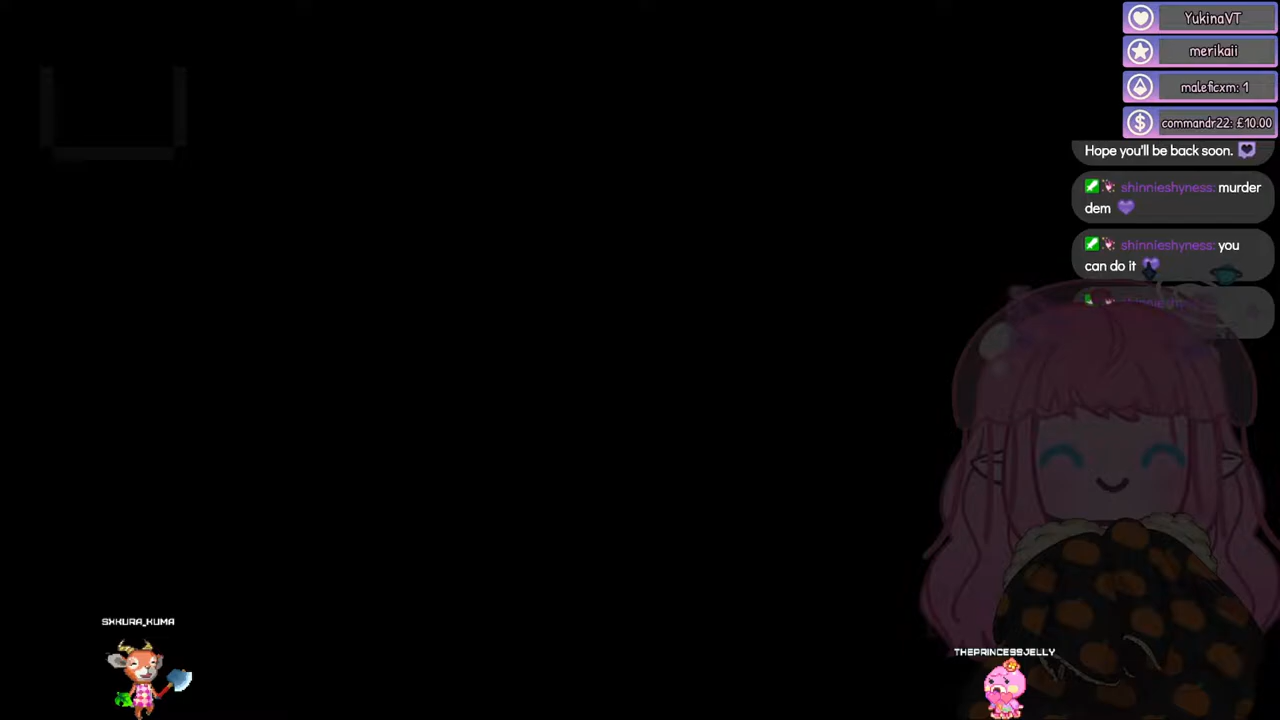 YukinaVT
merikaii
maleficxm: 1
commandr22: £10.00
Hope you'll be back soon.
shinnieshyness: murder
dem
shinnieshyness: you
can do it
SXKURA_KUMA
THEPRINCESSJELLY